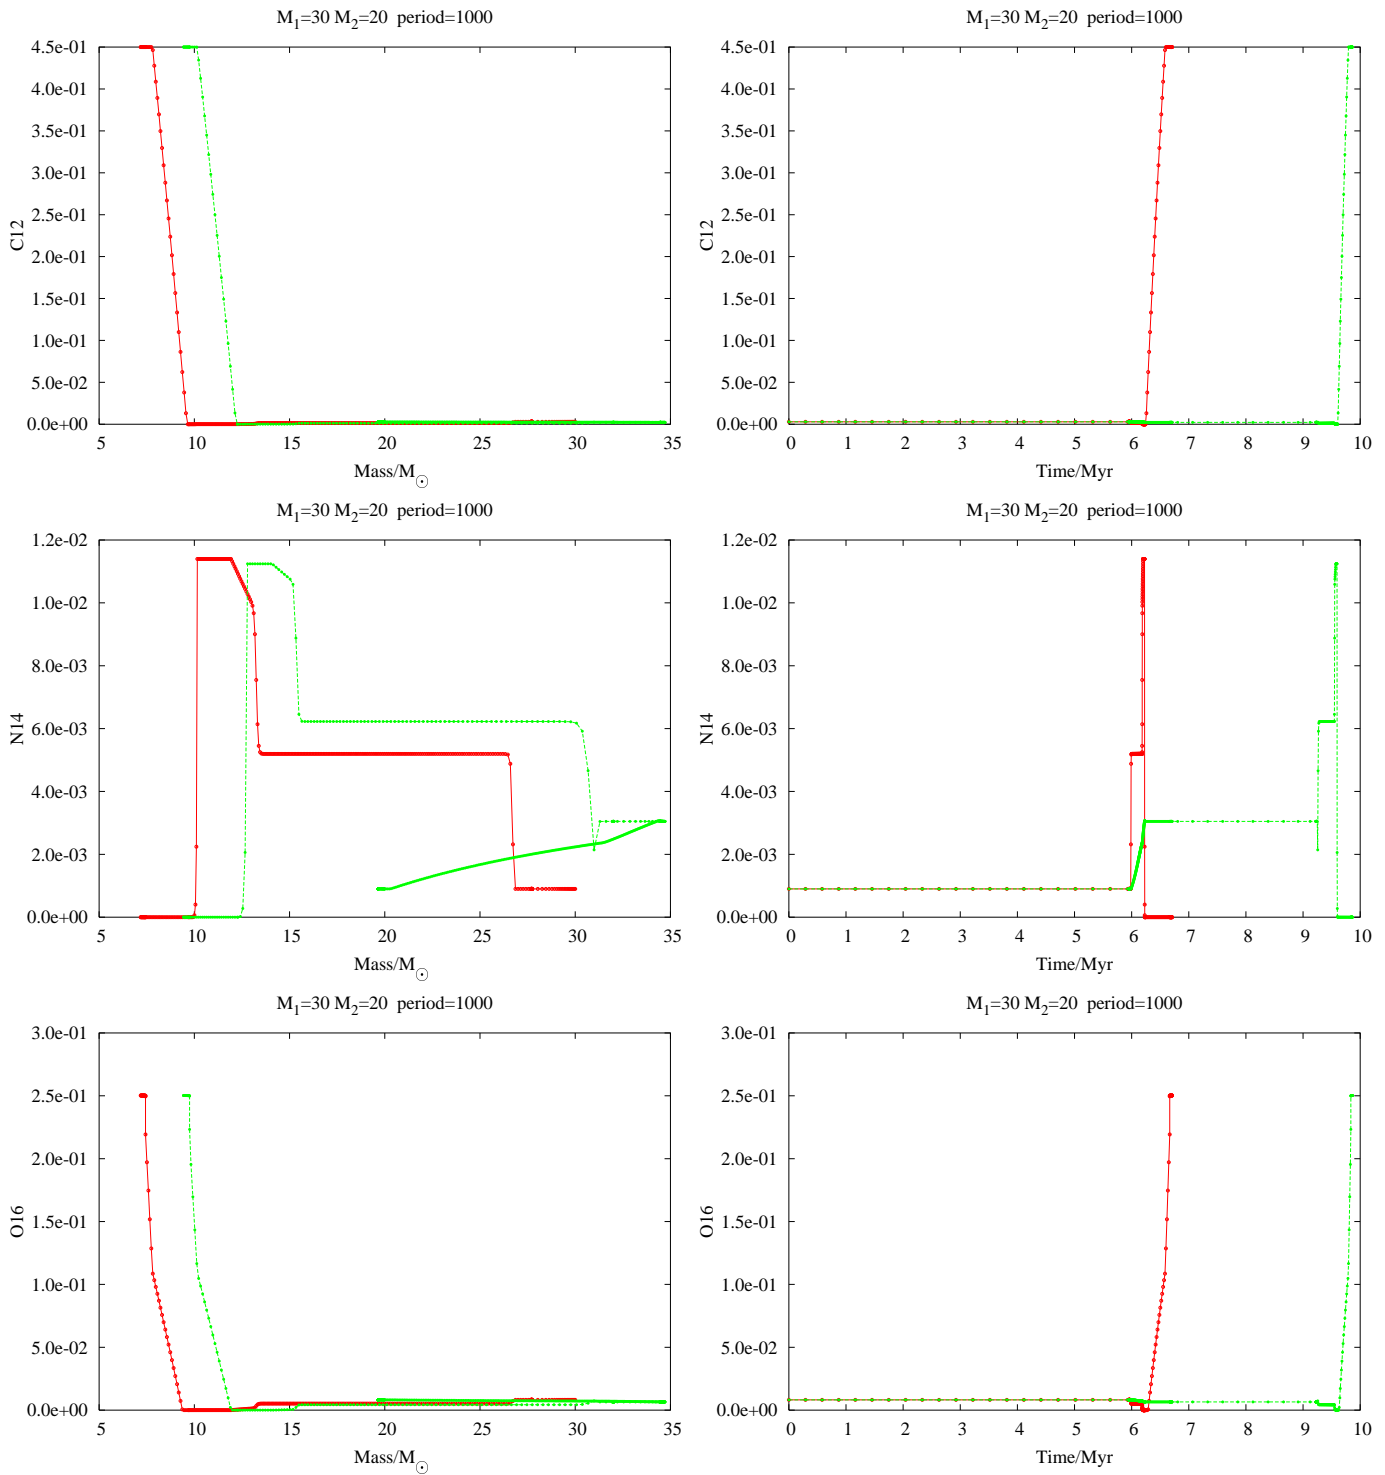 M1=30 M2=20 period=1000
4.5e-01
4.0e-01
3.5e-01
3.0e-01
2.5e-01
2.0e-01
1.5e-01
1.0e-01
5.0e-02
0.0e+00
C12
5 10 15 20 25 30 35
Mass/M☉
M1=30 M2=20 period=1000
4.5e-01
4.0e-01
3.5e-01
3.0e-01
2.5e-01
2.0e-01
1.5e-01
1.0e-01
5.0e-02
0.0e+00
C12
0 1 2 3 4 5 6 7 8 9 10
Time/Myr
M1=30 M2=20 period=1000
1.2e-02
1.0e-02
8.0e-03
6.0e-03
4.0e-03
2.0e-03
0.0e+00
N14
5 10 15 20 25 30 35
Mass/M☉
M1=30 M2=20 period=1000
1.2e-02
1.0e-02
8.0e-03
6.0e-03
4.0e-03
2.0e-03
0.0e+00
N14
0 1 2 3 4 5 6 7 8 9 10
Time/Myr
M1=30 M2=20 period=1000
3.0e-01
2.5e-01
2.0e-01
1.5e-01
1.0e-01
5.0e-02
0.0e+00
O16
5 10 15 20 25 30 35
Mass/M☉
M1=30 M2=20 period=1000
3.0e-01
2.5e-01
2.0e-01
1.5e-01
1.0e-01
5.0e-02
0.0e+00
O16
0 1 2 3 4 5 6 7 8 9 10
Time/Myr